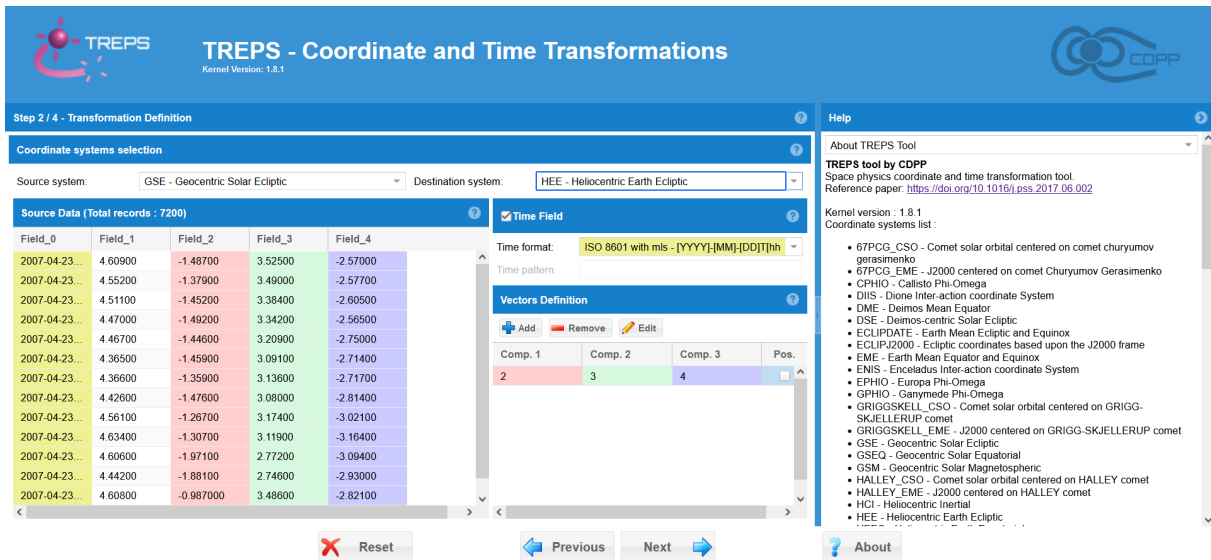 TREPS
TREPS - Coordinate and Time Transformations
Kernel Version: 1.8.1
CDPP
Step 2 / 4 - Transformation Definition
Coordinate systems selection
Source system: GSE - Geocentric Solar Ecliptic Destination system: HEE - Heliocentric Earth Ecliptic
Source Data (Total records : 7200)
Field_0 Field_1 Field_2 Field_3 Field_4
2007-04-23... 4.60900 -1.48700 3.52500 -2.57000
2007-04-23... 4.55200 -1.37900 3.49000 -2.57700
2007-04-23... 4.51100 -1.45200 3.38400 -2.60500
2007-04-23... 4.47000 -1.49200 3.34200 -2.56500
2007-04-23... 4.46700 -1.44600 3.20900 -2.75000
2007-04-23... 4.36500 -1.45900 3.09100 -2.71400
2007-04-23... 4.36600 -1.35900 3.13600 -2.71700
2007-04-23... 4.42600 -1.47600 3.08000 -2.81400
2007-04-23... 4.56100 -1.26700 3.17400 -3.02100
2007-04-23... 4.63400 -1.30700 3.11900 -3.16400
2007-04-23... 4.60600 -1.97100 2.77200 -3.09400
2007-04-23... 4.44200 -1.88100 2.74600 -2.93000
2007-04-23... 4.60800 -0.987000 3.48600 -2.82100
Time Field
Time format: ISO 8601 with mls - [YYYY]-[MM]-[DD]T[hh
Time pattern:
Vectors Definition
Add Remove Edit
Comp. 1 Comp. 2 Comp. 3 Pos.
2 3 4
Help
About TREPS Tool
TREPS tool by CDPP
Space physics coordinate and time transformation tool.
Reference paper: https://doi.org/10.1016/j.pss.2017.06.002
Kernel version : 1.8.1
Coordinate systems list :
• 67PCG_CSO - Comet solar orbital centered on comet churyumov
gerasimenko
• 67PCG_EME - J2000 centered on comet Churyumov Gerasimenko
• CPHIO - Callisto Phi-Omega
• DIIS - Dione Inter-action coordinate System
• DME - Deimos Mean Equator
• DSE - Deimos-centric Solar Ecliptic
• ECLIPDATE - Earth Mean Ecliptic and Equinox
• ECLIPJ2000 - Ecliptic coordinates based upon the J2000 frame
• EME - Earth Mean Equator and Equinox
• ENIS - Enceladus Inter-action coordinate System
• EPHIO - Europa Phi-Omega
• GPHIO - Ganymede Phi-Omega
• GRIGGSKELL_CSO - Comet solar orbital centered on GRIGG-
SKJELLERUP comet
• GRIGGSKELL_EME - J2000 centered on GRIGG-SKJELLERUP comet
• GSE - Geocentric Solar Ecliptic
• GSEQ - Geocentric Solar Equatorial
• GSM - Geocentric Solar Magnetospheric
• HALLEY_CSO - Comet solar orbital centered on HALLEY comet
• HALLEY_EME - J2000 centered on HALLEY comet
• HCI - Heliocentric Inertial
• HEE - Heliocentric Earth Ecliptic
Reset Previous Next About